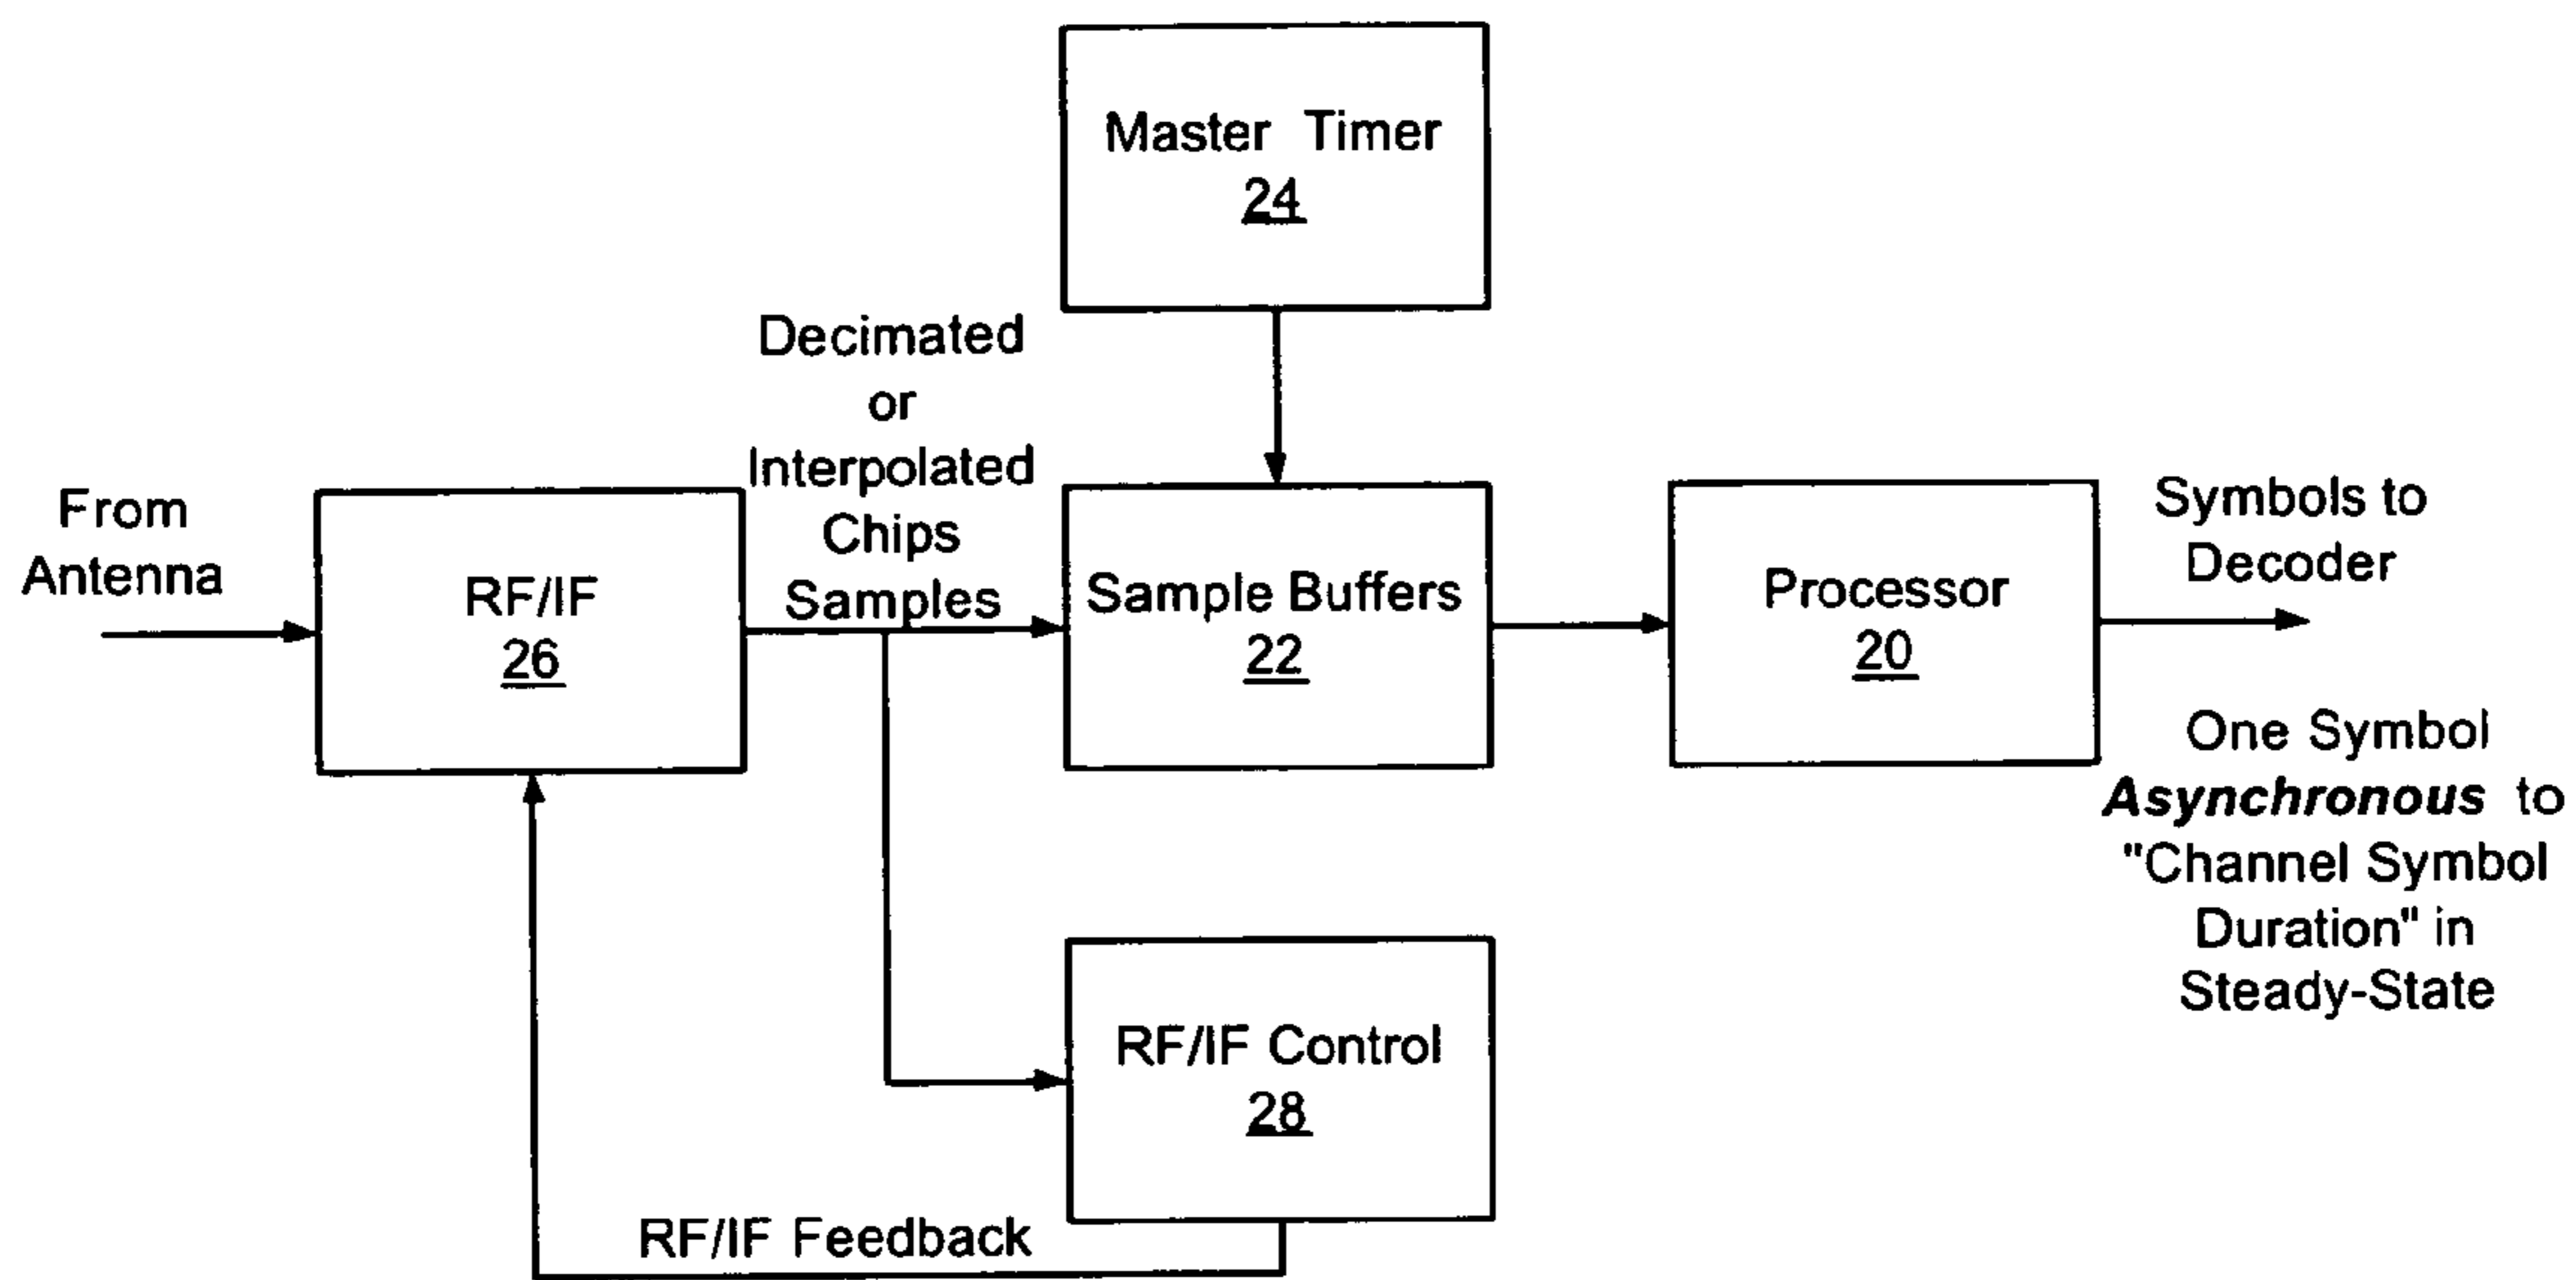 Master Timer
24
Decimated
or
Interpolated
Chips
Samples
From
Antenna
RF/IF
26
Sample Buffers
22
Processor
20
Symbols to
Decoder
One Symbol
Asynchronous to
"Channel Symbol
Duration" in
Steady-State
RF/IF Control
28
RF/IF Feedback